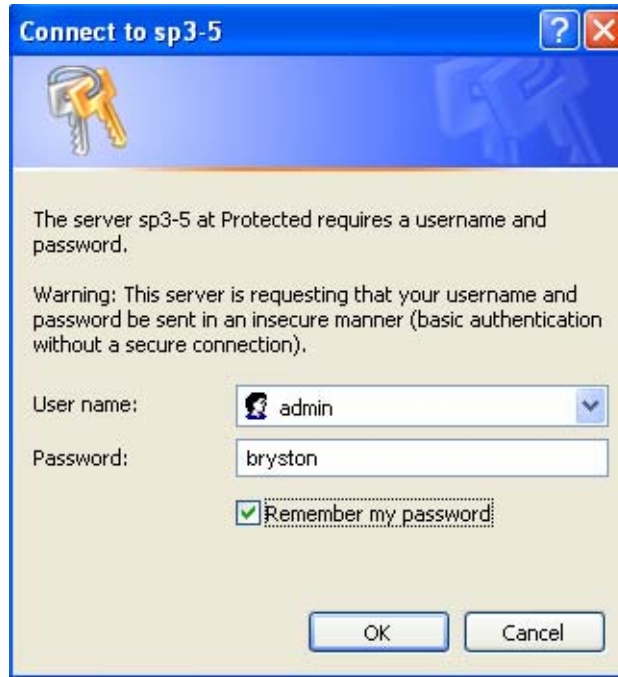 Connect to sp3-5
The server sp3-5 at Protected requires a username and
password.
Warning: This server is requesting that your username and
password be sent in an insecure manner (basic authentication
without a secure connection).
User name: admin
Password: bryston
Remember my password
OK Cancel